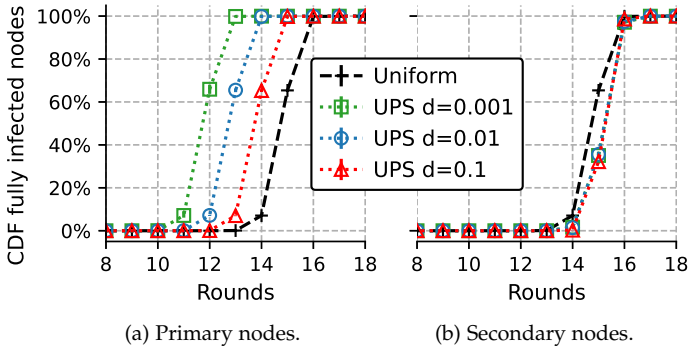 CDF fully infected nodes
100%
80%
60%
40%
20%
0%
8 10 12 14 16 18
Rounds
Uniform
UPS d=0.001
UPS d=0.01
UPS d=0.1
8 10 12 14 16 18
Rounds
(a) Primary nodes.
(b) Secondary nodes.